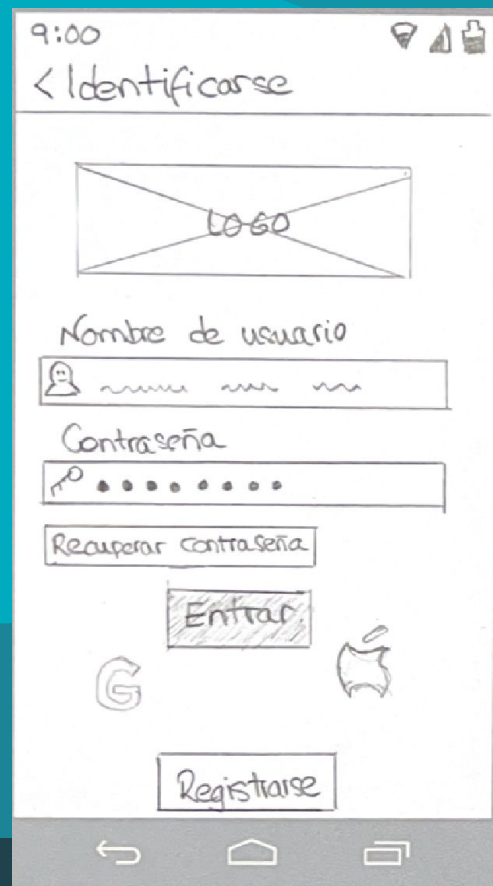 9:00
< Identificarse
LOGO
Nombre de usuario
Contraseña
Recuperar contraseña
Entrar
G
Registrarse